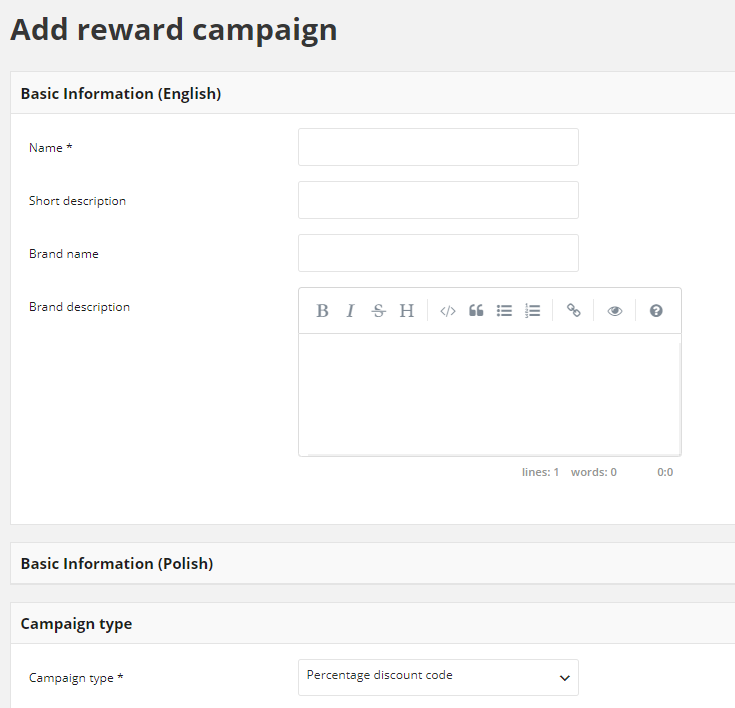 Add reward campaign
Basic Information (English)
Name *
Short description
Brand name
Brand description
B I S H
lines: 1 words: 0 0:0
Basic Information (Polish)
Campaign type
Campaign type * Percentage discount code